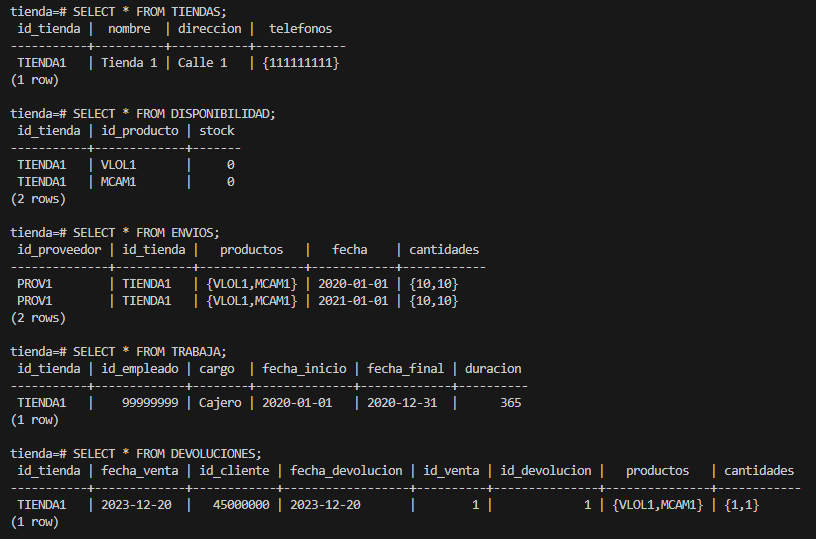 tienda=# SELECT * FROM TIENDAS;
 id_tienda |  nombre  | direccion |  telefonos
-----------+----------+-----------+-------------
 TIENDA1   | Tienda 1 | Calle 1   | {111111111}
(1 row)

tienda=# SELECT * FROM DISPONIBILIDAD;
 id_tienda | id_producto | stock
-----------+-------------+-------
 TIENDA1   | VLOL1       |     0
 TIENDA1   | MCAM1       |     0
(2 rows)

tienda=# SELECT * FROM ENVIOS;
 id_proveedor | id_tienda |   productos   |   fecha    | cantidades
--------------+-----------+---------------+------------+------------
 PROV1        | TIENDA1   | {VLOL1,MCAM1} | 2020-01-01 | {10,10}
 PROV1        | TIENDA1   | {VLOL1,MCAM1} | 2021-01-01 | {10,10}
(2 rows)

tienda=# SELECT * FROM TRABAJA;
 id_tienda | id_empleado | cargo  | fecha_inicio | fecha_final | duracion
-----------+-------------+--------+--------------+-------------+----------
 TIENDA1   |    99999999 | Cajero | 2020-01-01   | 2020-12-31  |      365
(1 row)

tienda=# SELECT * FROM DEVOLUCIONES;
 id_tienda | fecha_venta | id_cliente | fecha_devolucion | id_venta | id_devolucion |   productos   | cantidades
-----------+-------------+------------+------------------+----------+---------------+---------------+------------
 TIENDA1   | 2023-12-20  |   45000000 | 2023-12-20       |        1 |             1 | {VLOL1,MCAM1} | {1,1}
(1 row)